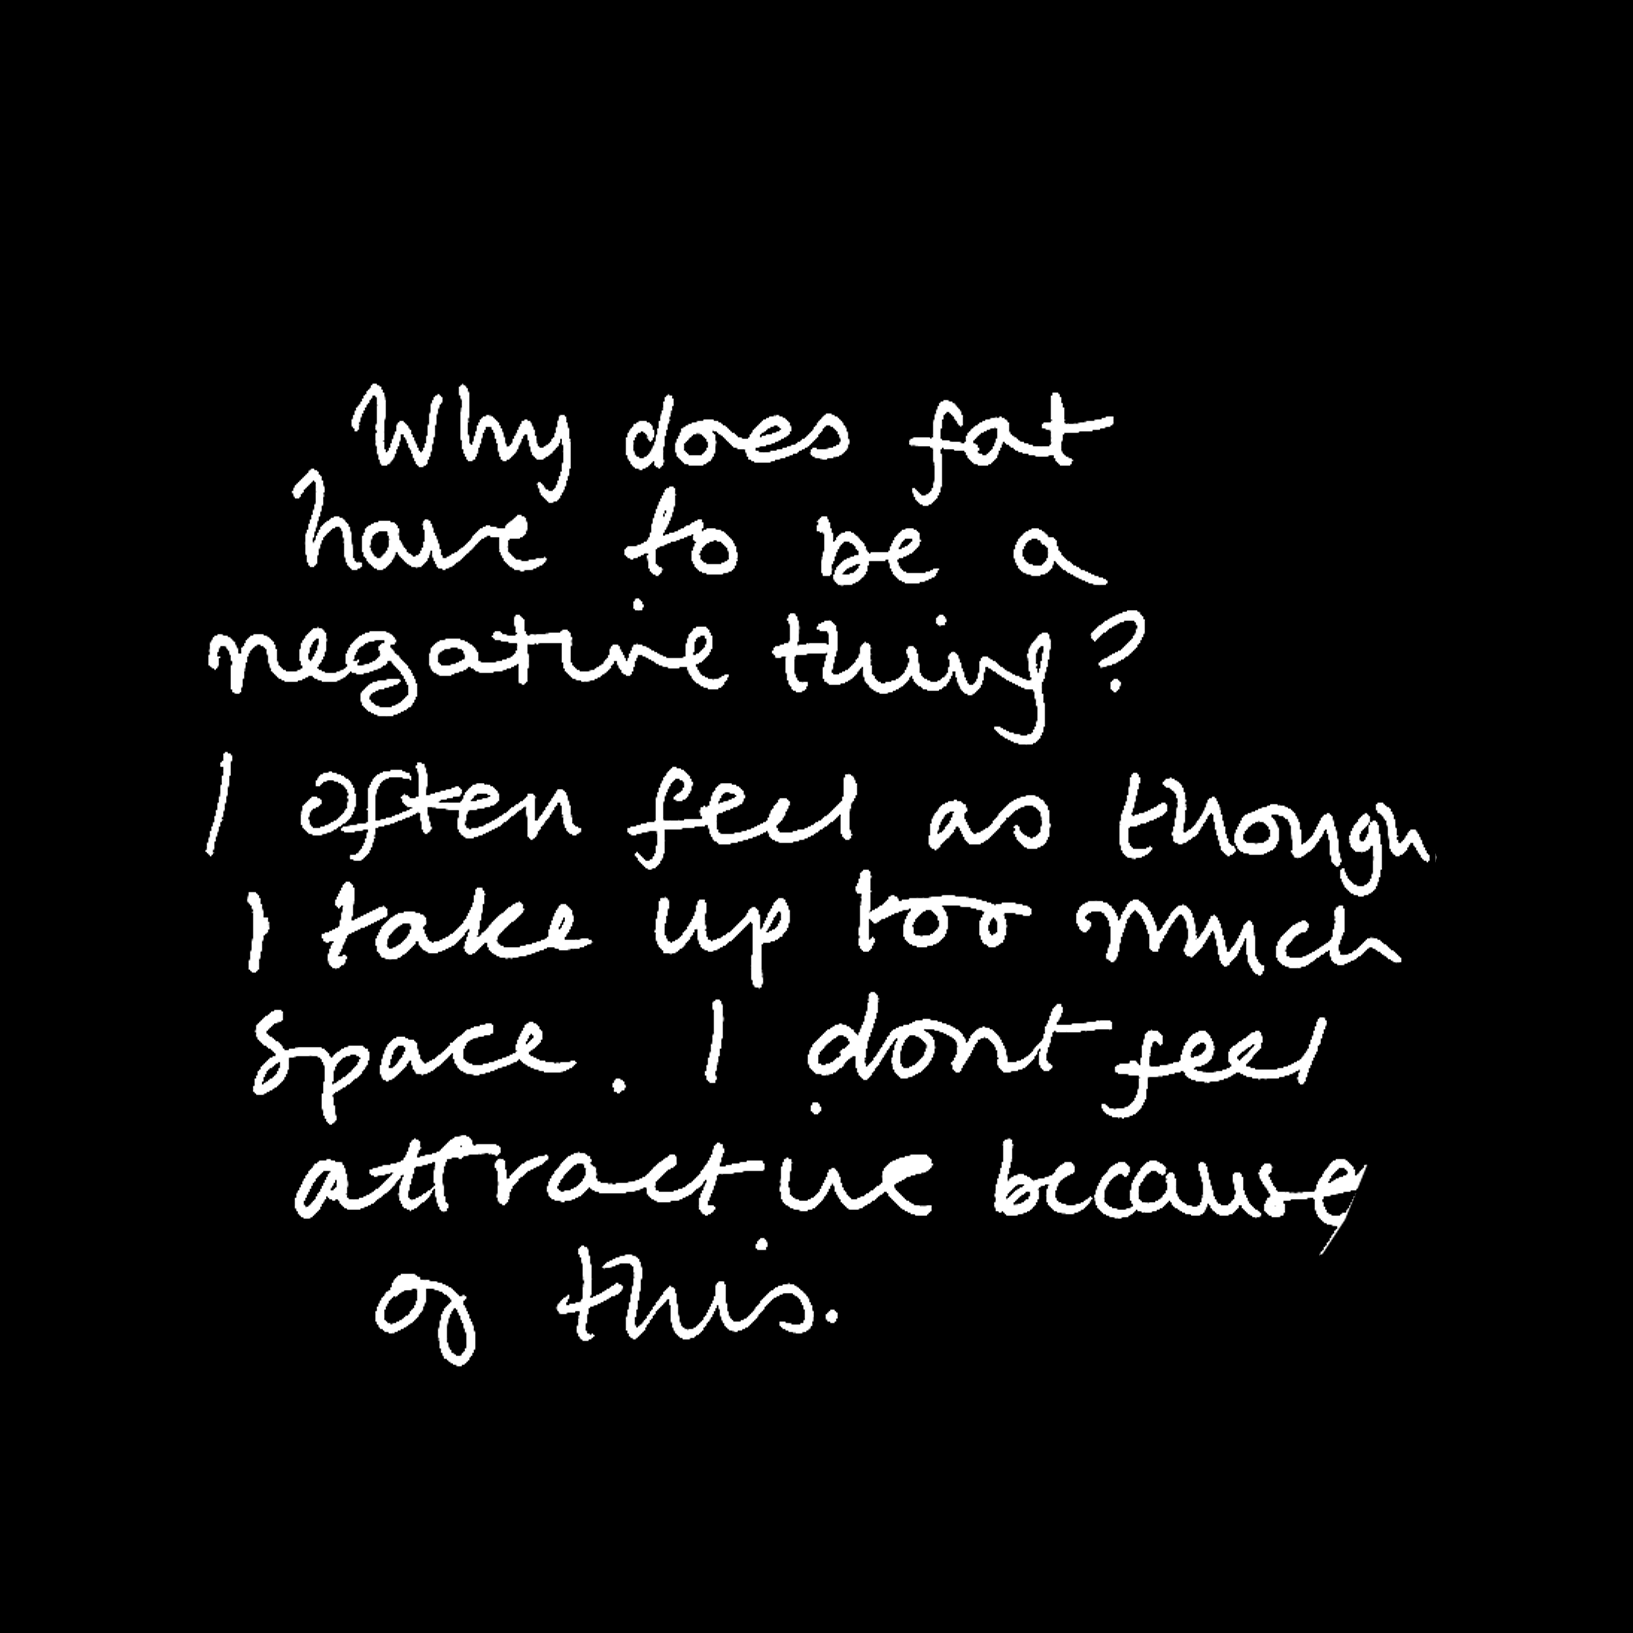 Why does fat
have to be a
negative thing?
I often feel as though
I take up too much
space. I dont feel
attractive because
of this.